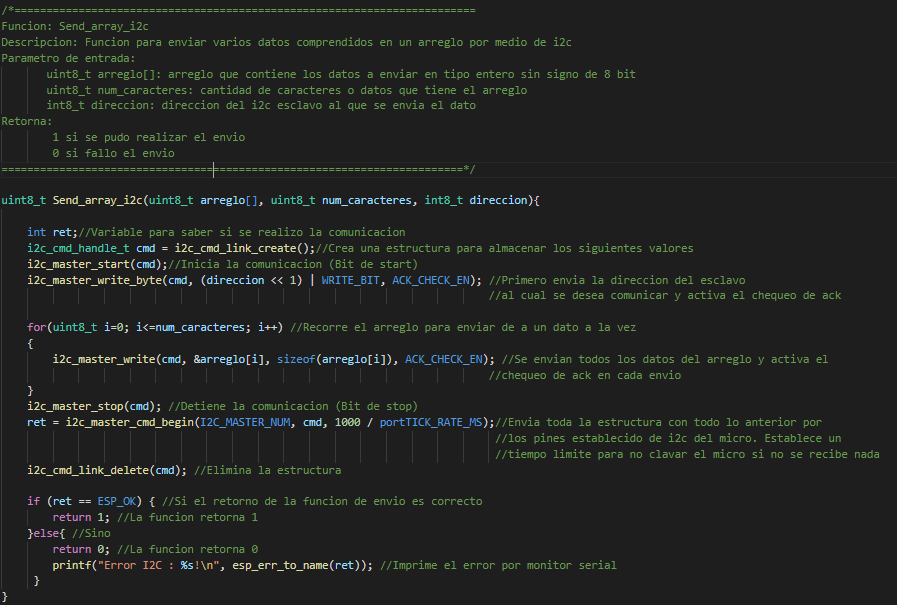 /*========================================================================
Funcion: Send_array_i2c
Descripcion: Funcion para enviar varios datos comprendidos en un arreglo por medio de i2c
Parametro de entrada:
uint8_t arreglo[]: arreglo que contiene los datos a enviar en tipo entero sin signo de 8 bit
uint8_t num_caracteres: cantidad de caracteres o datos que tiene el arreglo
int8_t direccion: direccion del i2c esclavo al que se envia el dato
Retorna:
1 si se pudo realizar el envio
0 si fallo el envio
========================================================================*/
uint8_t Send_array_i2c(uint8_t arreglo[], uint8_t num_caracteres, int8_t direccion){
int ret;//Variable para saber si se realizo la comunicacion
i2c_cmd_handle_t cmd = i2c_cmd_link_create();//Crea una estructura para almacenar los siguientes valores
i2c_master_start(cmd);//Inicia la comunicacion (Bit de start)
i2c_master_write_byte(cmd, (direccion << 1) | WRITE_BIT, ACK_CHECK_EN); //Primero envia la direccion del esclavo
//al cual se desea comunicar y activa el chequeo de ack
for(uint8_t i=0; i<=num_caracteres; i++) //Recorre el arreglo para enviar de a un dato a la vez
{
i2c_master_write(cmd, &arreglo[i], sizeof(arreglo[i]), ACK_CHECK_EN); //Se envian todos los datos del arreglo y activa el
//chequeo de ack en cada envio
}
i2c_master_stop(cmd); //Detiene la comunicacion (Bit de stop)
ret = i2c_master_cmd_begin(I2C_MASTER_NUM, cmd, 1000 / portTICK_RATE_MS);//Envia toda la estructura con todo lo anterior por
//los pines establecido de i2c del micro. Establece un
//tiempo limite para no clavar el micro si no se recibe nada
i2c_cmd_link_delete(cmd); //Elimina la estructura
if (ret == ESP_OK) { //Si el retorno de la funcion de envio es correcto
return 1; //La funcion retorna 1
}else{ //Sino
return 0; //La funcion retorna 0
printf("Error I2C : %s!\n", esp_err_to_name(ret)); //Imprime el error por monitor serial
}
}